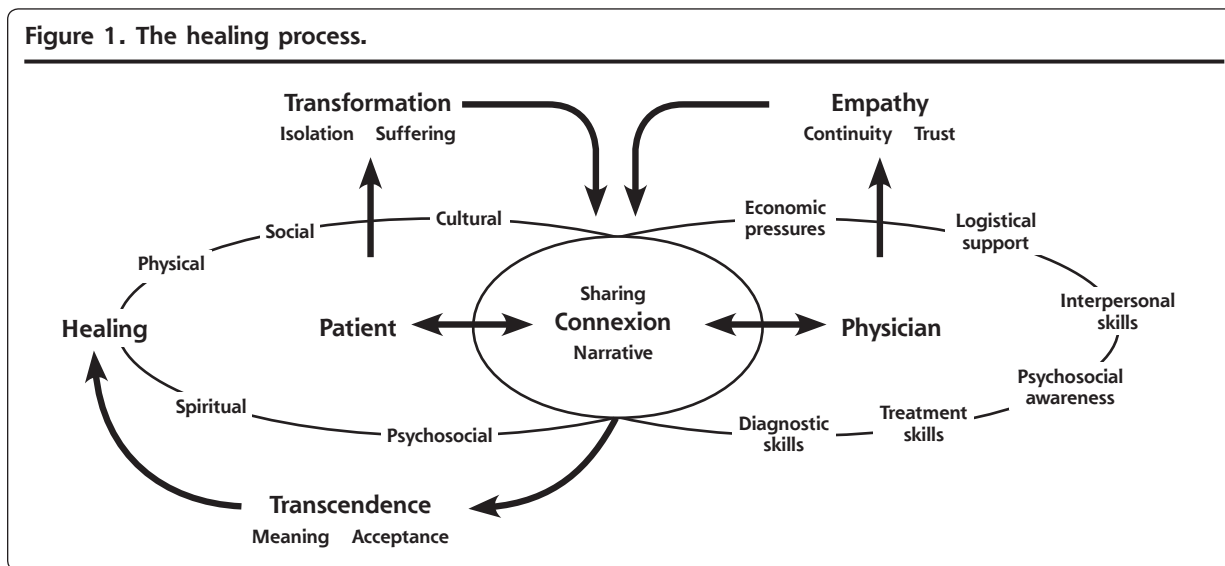 Figure 1. The healing process.
Transformation
Isolation Suffering
Empathy
Continuity Trust
Cultural
Social
Physical
Economic
pressures
Logistical
support
Interpersonal
skills
Healing
Patient
Sharing
Connexion
Narrative
Physician
Psychosocial
awareness
Spiritual
Psychosocial
Diagnostic
skills
Treatment
skills
Transcendence
Meaning Acceptance